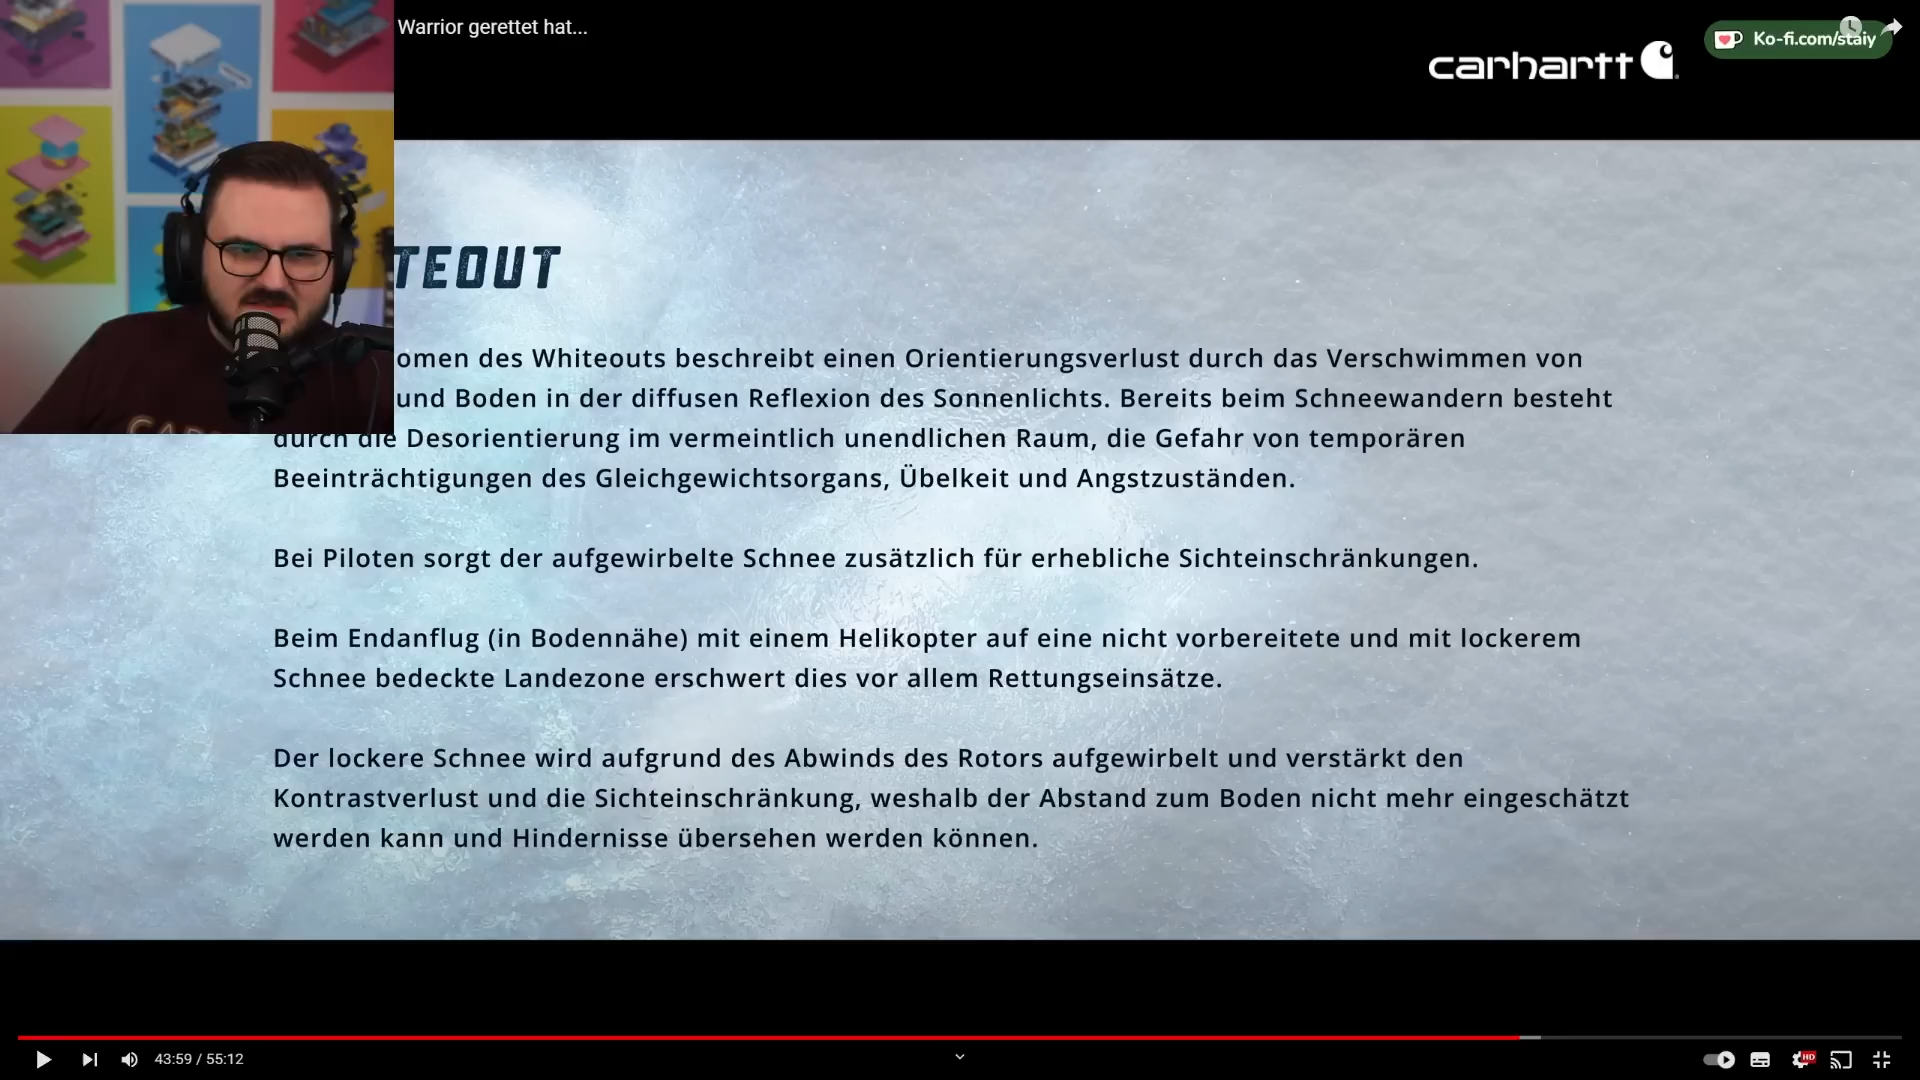 Warrior gerettet hat...
carhartt
Ko-fi.com/staiy
TEOUT
omen des Whiteouts beschreibt einen Orientierungsverlust durch das Verschwimmen von
und Boden in der diffusen Reflexion des Sonnenlichts. Bereits beim Schneewandern besteht
durch die Desorientierung im vermeintlich unendlichen Raum, die Gefahr von temporären
Beeinträchtigungen des Gleichgewichtsorgans, Übelkeit und Angstzuständen.
Bei Piloten sorgt der aufgewirbelte Schnee zusätzlich für erhebliche Sichteinschränkungen.
Beim Endanflug (in Bodennähe) mit einem Helikopter auf eine nicht vorbereitete und mit lockerem
Schnee bedeckte Landezone erschwert dies vor allem Rettungseinsätze.
Der lockere Schnee wird aufgrund des Abwinds des Rotors aufgewirbelt und verstärkt den
Kontrastverlust und die Sichteinschränkung, weshalb der Abstand zum Boden nicht mehr eingeschätzt
werden kann und Hindernisse übersehen werden können.
43:59 / 55:12
HD